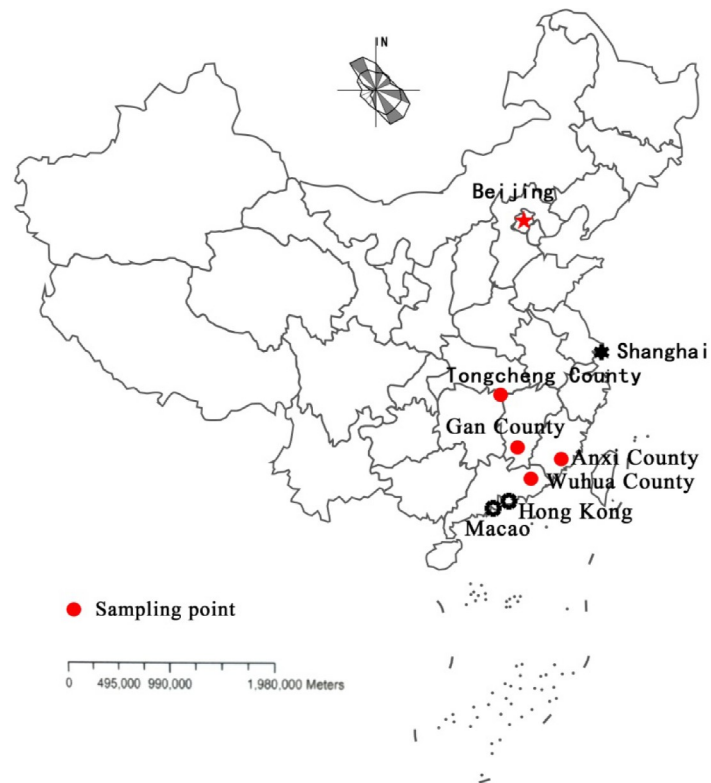 N
Beijing
Shanghai
Tongcheng County
Gan County
Anxi County
Wuhua County
Hong Kong
Macao
Sampling point
0 495,000 990,000 1,980,000 Meters